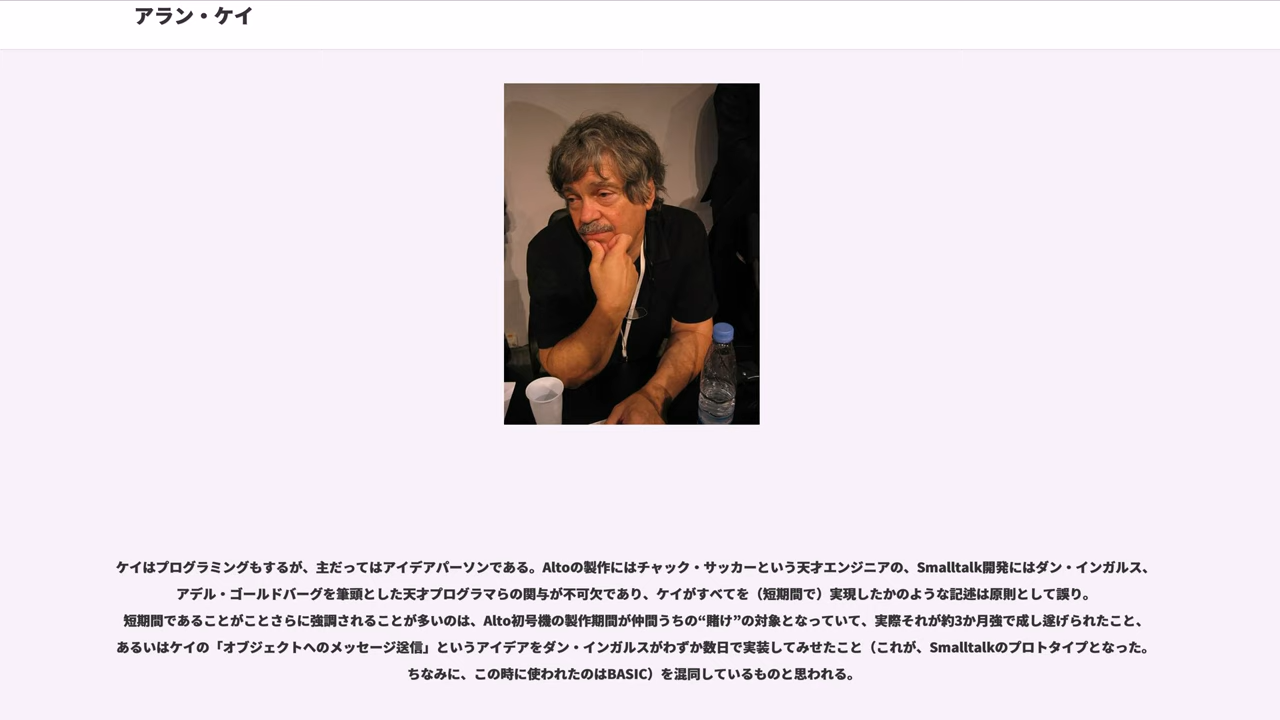 アラン・ケイ
ケイはプログラミングもするが、主だってはアイデアパーソンである。Altoの製作にはチャック・サッカーという天才エンジニアの、Smalltalk開発にはダン・インガルス、
アデル・ゴールドバーグを筆頭とした天才プログラマらの関与が不可欠であり、ケイがすべてを（短期間で）実現したかのような記述は原則として誤り。
短期間であることがことさらに強調されることが多いのは、Alto初号機の製作期間が仲間うちの“賭け”の対象となっていて、実際それが約3か月強で成し遂げられたこと、
あるいはケイの「オブジェクトへのメッセージ送信」というアイデアをダン・インガルスがわずか数日で実装してみせたこと（これが、Smalltalkのプロトタイプとなった。
ちなみに、この時に使われたのはBASIC）を混同しているものと思われる。